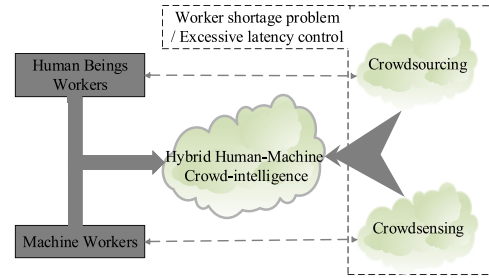 Worker shortage problem
/ Excessive latency control
Human Beings
Workers
Crowdsourcing
Hybrid Human-Machine
Crowd-intelligence
Machine Workers
Crowdsensing